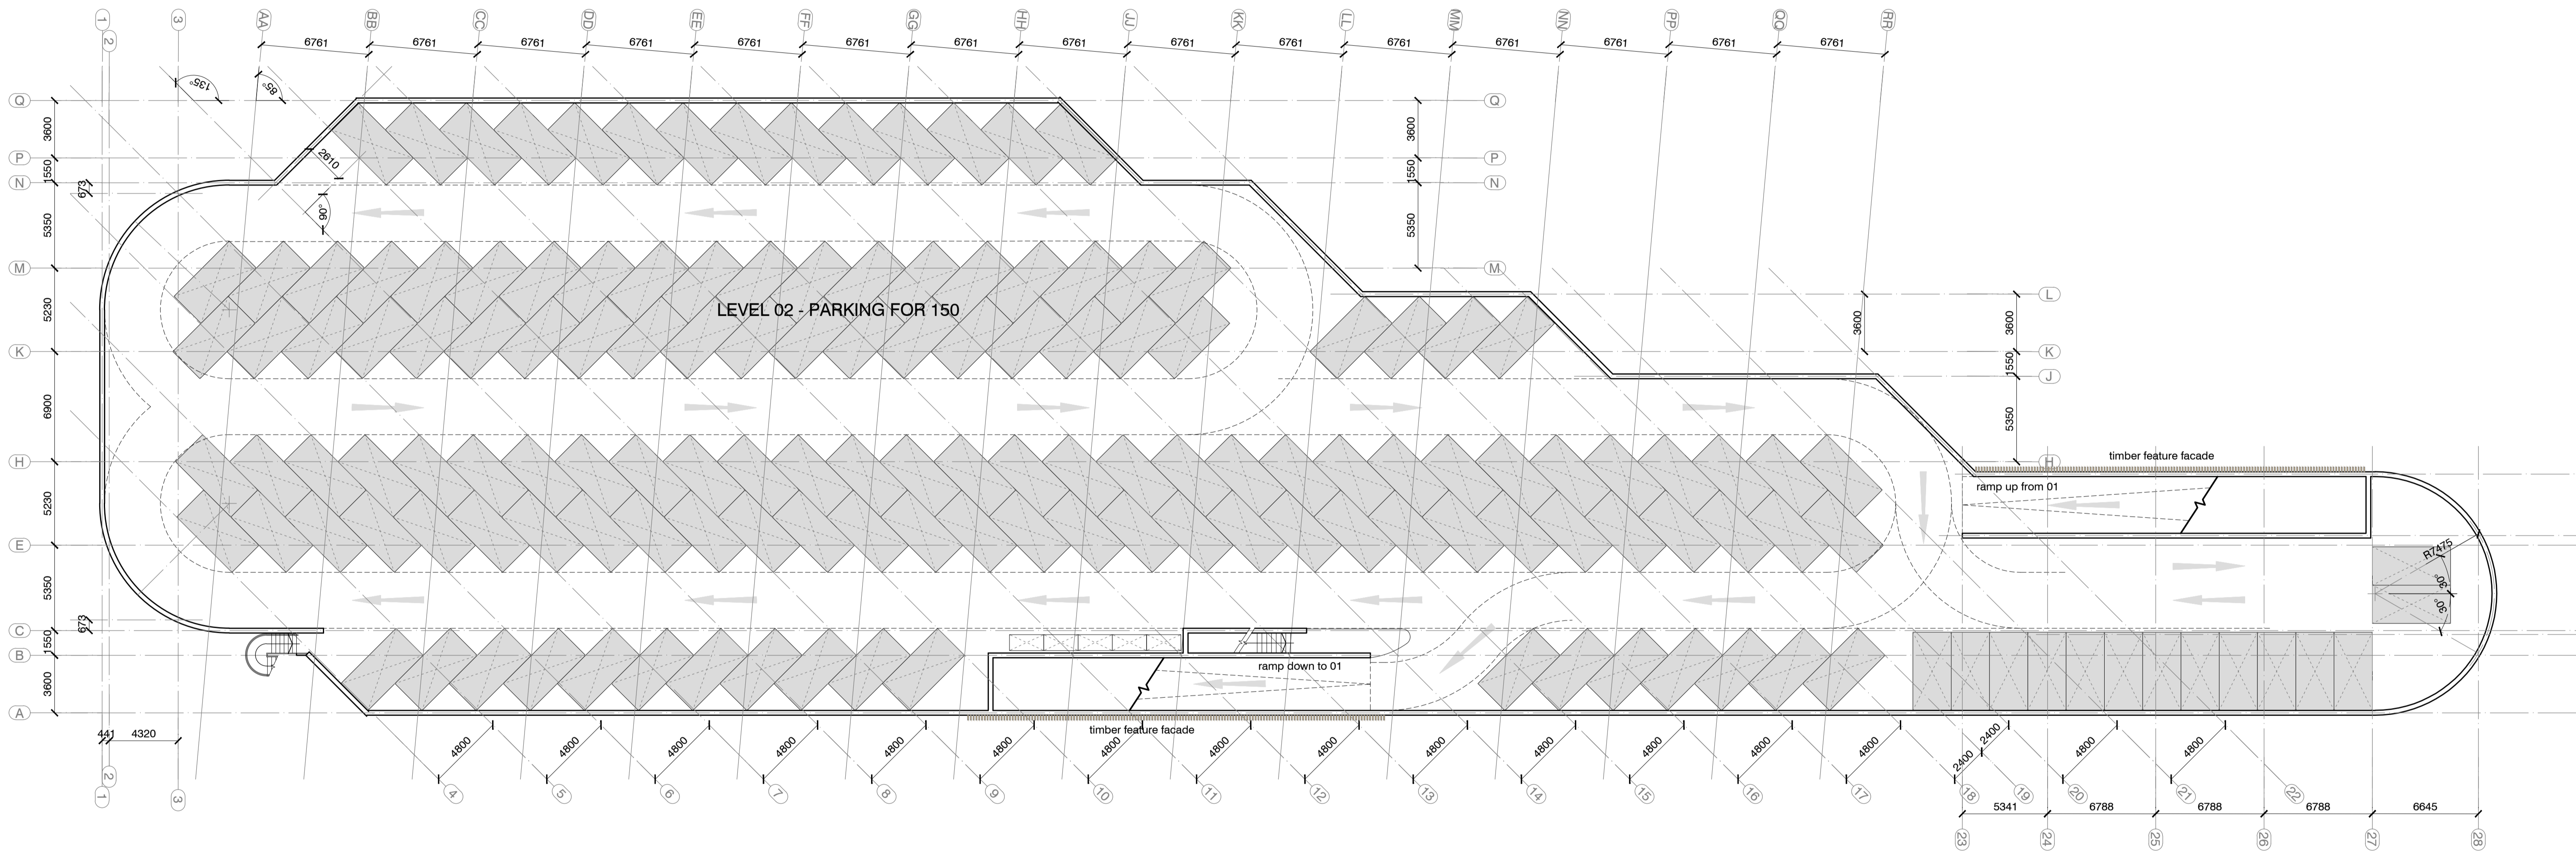 1 2 3 AA BB CC DD EE FF GG HH JJ KK LL MM NN PP QQ RR
6761 6761 6761 6761 6761 6761 6761 6761 6761 6761 6761 6761 6761 6761 6761
135° 85°
Q Q
3600 3600
P 2610 P
1550 1550
N N
673
90°
5350 5350
M M
L
5230 LEVEL 02 - PARKING FOR 150 3600 3600
K K
1550
J
6900
5350
timber feature facade
H H
ramp up from 01
5230
E
R7475
30°
30°
5350
673
C
1550
B
ramp down to 01
3600
A
timber feature facade
441 4320
4800 4800 4800 4800 4800 4800 4800 4800 4800 4800 4800 4800 4800 4800 2400 2400 4800 4800
1 2 3 4 5 6 7 8 9 10 11 12 13 14 15 16 17 18 19 20 21 22
5341 6788 6788 6788 6645
23 24 25 26 27 28